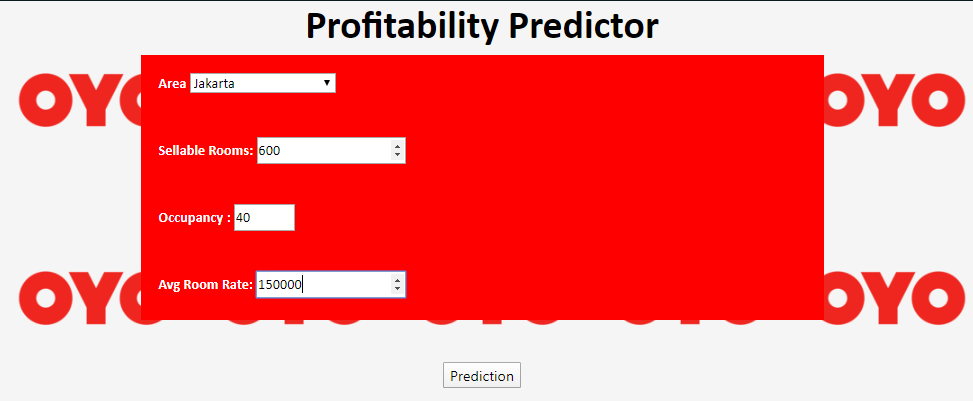 Profitability Predictor
Area Jakarta
OYO OYO
Sellable Rooms: 600
Occupancy : 40
Avg Room Rate: 150000
OYO OYO
Prediction